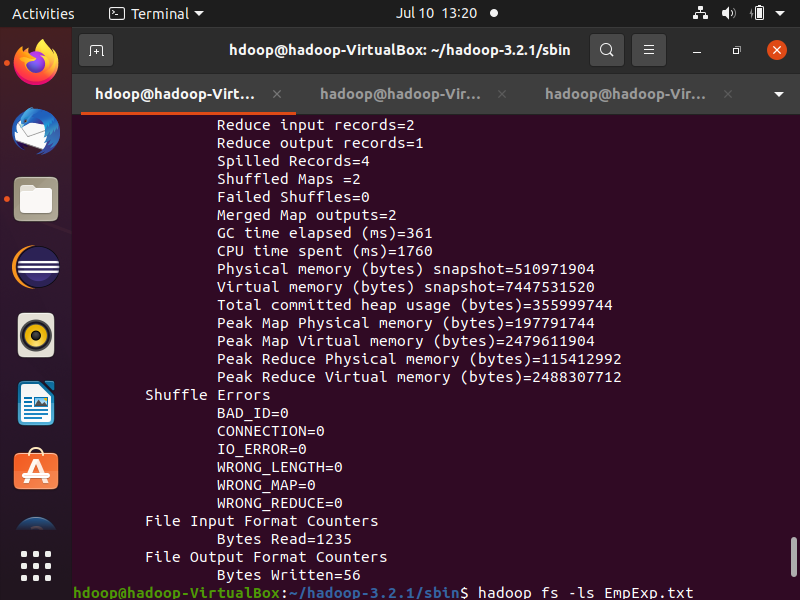 Activities Terminal Jul 10 13:20
hdoop@hadoop-VirtualBox: ~/hadoop-3.2.1/sbin
hdoop@hadoop-Virt... hadoop@hadoop-Vir... hadoop@hadoop-Vir...
Reduce input records=2
Reduce output records=1
Spilled Records=4
Shuffled Maps =2
Failed Shuffles=0
Merged Map outputs=2
GC time elapsed (ms)=361
CPU time spent (ms)=1760
Physical memory (bytes) snapshot=510971904
Virtual memory (bytes) snapshot=7447531520
Total committed heap usage (bytes)=355999744
Peak Map Physical memory (bytes)=197791744
Peak Map Virtual memory (bytes)=2479611904
Peak Reduce Physical memory (bytes)=115412992
Peak Reduce Virtual memory (bytes)=2488307712
Shuffle Errors
BAD_ID=0
CONNECTION=0
IO_ERROR=0
WRONG_LENGTH=0
WRONG_MAP=0
WRONG_REDUCE=0
File Input Format Counters
Bytes Read=1235
File Output Format Counters
Bytes Written=56
hdoop@hadoop-VirtualBox:~/hadoop-3.2.1/sbin$ hadoop fs -ls EmpExp.txt